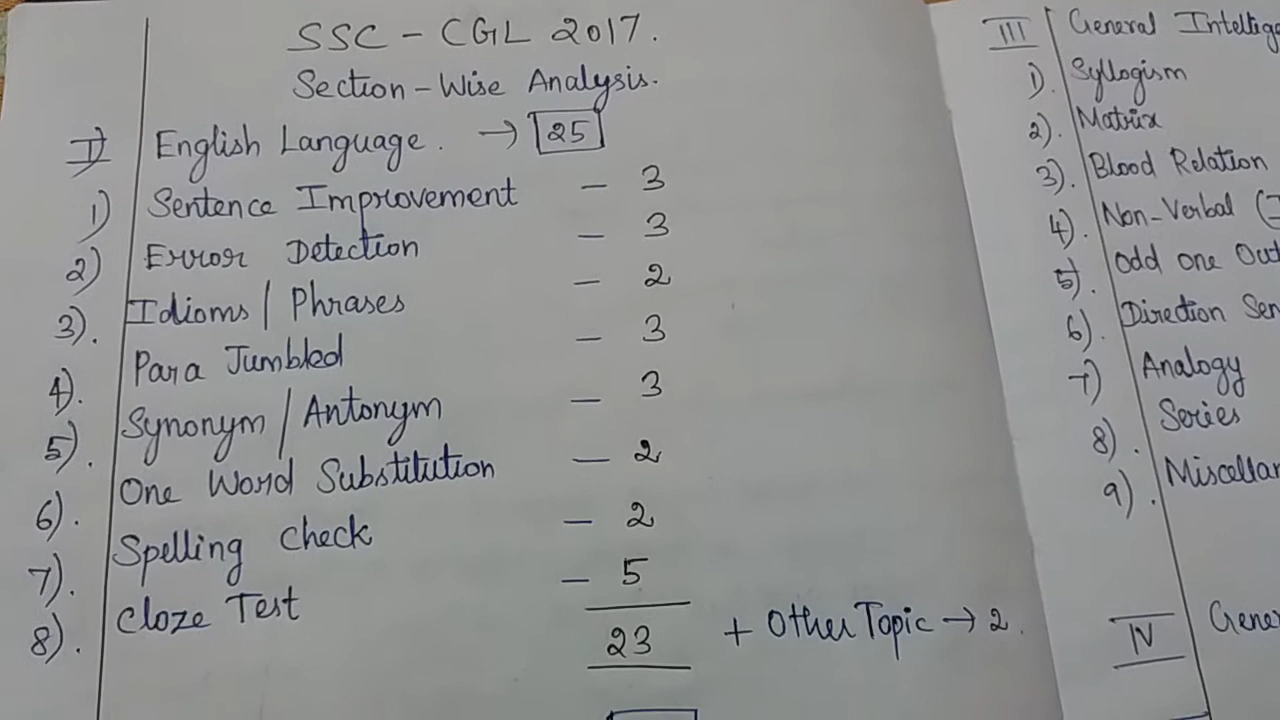 SSC - CGL 2017.
Section-Wise Analysis.
I English Language. → 25
1) Sentence Improvement - 3
2) Error Detection - 3
3). Idioms/Phrases - 2
4). Para Jumbled - 3
5). Synonym/Antonym - 3
6). One Word Substitution - 2
7). Spelling Check - 2
8). Cloze Test - 5
23 + Other Topic → 2.
III General
1). Syllogism
2). Matrix
3). Blood Relation
4). Non-Verbal
5). Odd One Out
6). Direction
7) Analogy
8). Series
9).
IV